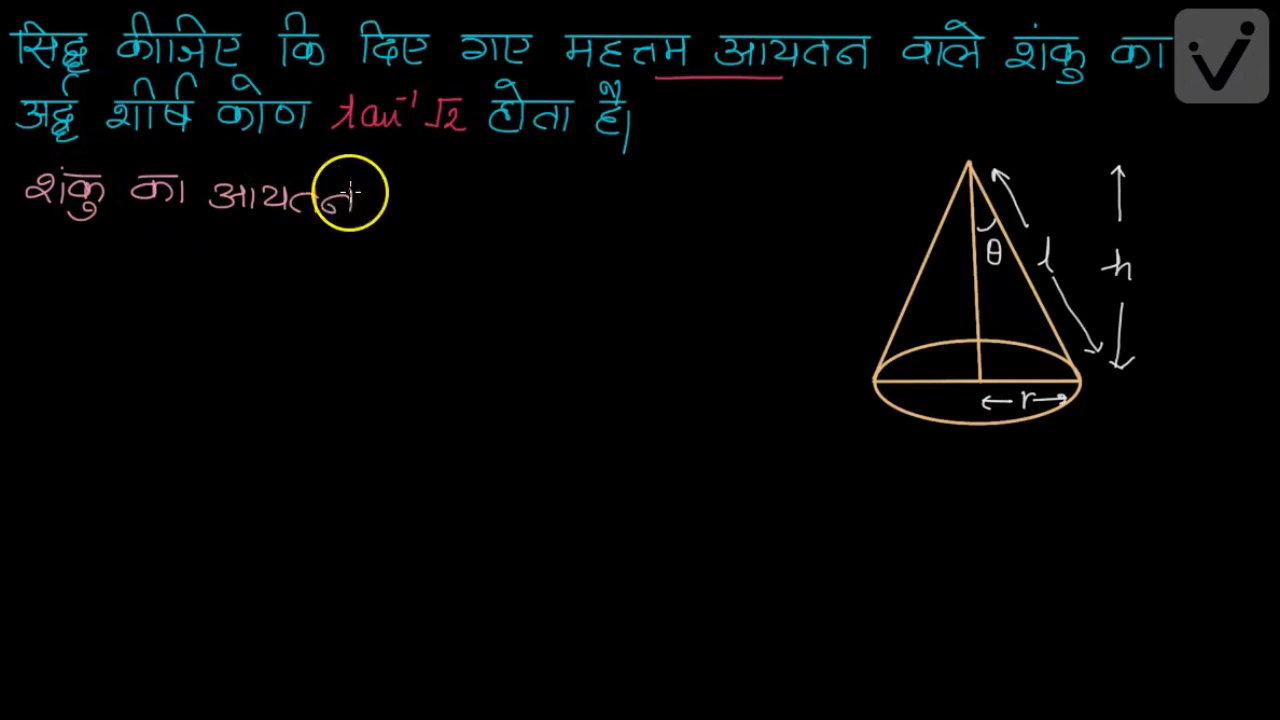 सिद्ध कीजिए कि दिए गए महत्तम आयतन वाले शंकु का
अर्द्ध शीर्ष कोण tan⁻¹ √2 होता है।
शंकु का आयतन
θ
l
h
r